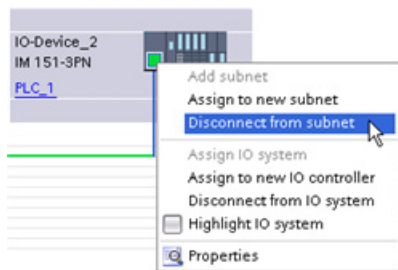 IO-Device_2
IM 151-3PN
PLC_1
Add subnet
Assign to new subnet
Disconnect from subnet
Assign IO system
Assign to new IO controller
Disconnect from IO system
Highlight IO system
Properties